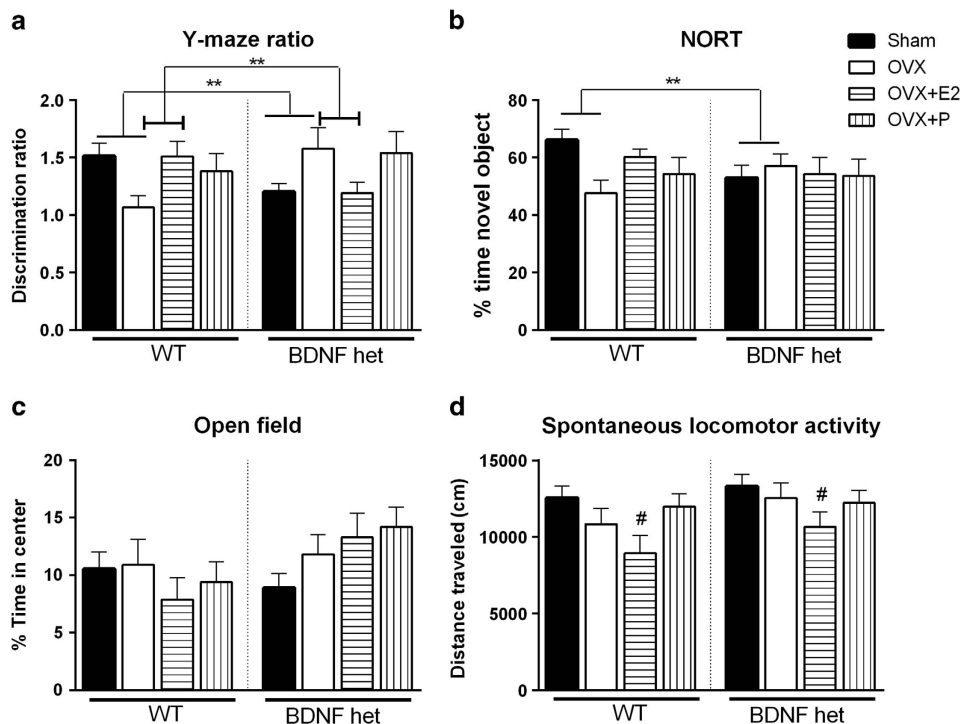 a
Y-maze ratio
**
**
Discrimination ratio
2.0
1.5
1.0
0.5
0.0
WT
BDNF het
b
NORT
**
% time novel object
80
60
40
20
0
WT
BDNF het
Sham
OVX
OVX+E2
OVX+P
c
Open field
% Time in center
20
15
10
5
0
WT
BDNF het
d
Spontaneous locomotor activity
Distance traveled (cm)
15000
10000
5000
0
#
#
WT
BDNF het